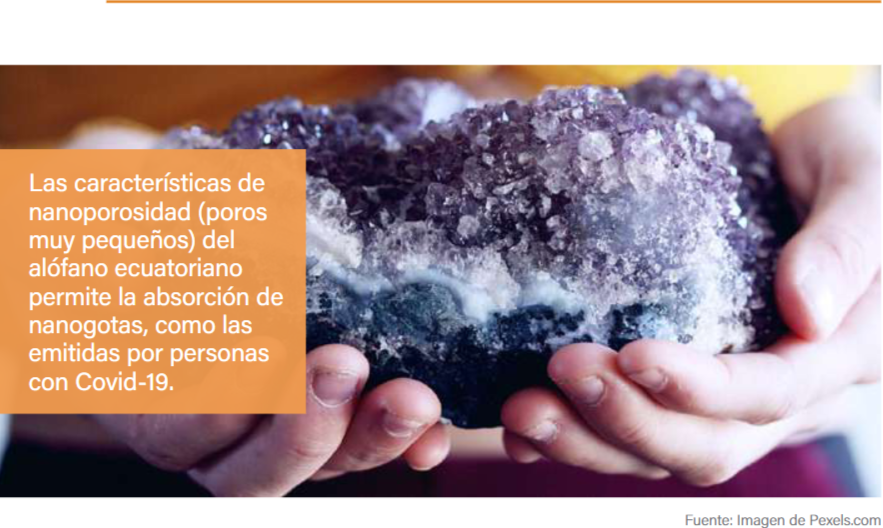 Las características de
nanoporosidad (poros
muy pequeños) del
alófano ecuatoriano
permite la absorción de
nanogotas, como las
emitidas por personas
con Covid-19.
Fuente: Imagen de Pexels.com